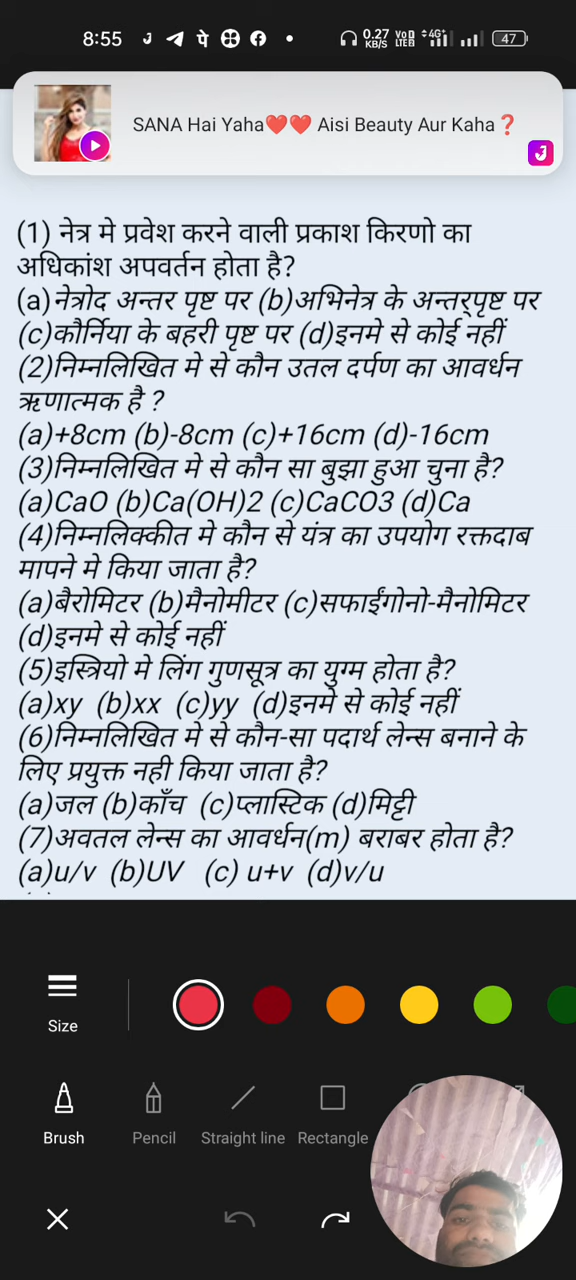 8:55
0.27 KB/S
VoD LTE2
4G+
47
SANA Hai Yaha❤️❤️ Aisi Beauty Aur Kaha❓
(1) नेत्र मे प्रवेश करने वाली प्रकाश किरणो का
अधिकांश अपवर्तन होता है?
(a)नेत्रोद अन्तर पृष्ट पर (b)अभिनेत्र के अन्तर्पृष्ट पर
(c)कौर्निया के बहरी पृष्ट पर (d)इनमे से कोई नहीं
(2)निम्नलिखित मे से कौन उतल दर्पण का आवर्धन
ऋणात्मक है ?
(a)+8cm (b)-8cm (c)+16cm (d)-16cm
(3)निम्नलिखित मे से कौन सा बुझा हुआ चुना है?
(a)CaO (b)Ca(OH)2 (c)CaCO3 (d)Ca
(4)निम्नलिक्कीत मे कौन से यंत्र का उपयोग रक्तदाब
मापने मे किया जाता है?
(a)बैरोमिटर (b)मैनोमीटर (c)सफाईंगोनो-मैनोमिटर
(d)इनमे से कोई नहीं
(5)इस्त्रियो मे लिंग गुणसूत्र का युग्म होता है?
(a)xy (b)xx (c)yy (d)इनमे से कोई नहीं
(6)निम्नलिखित मे से कौन-सा पदार्थ लेन्स बनाने के
लिए प्रयुक्त नही किया जाता है?
(a)जल (b)काँच (c)प्लास्टिक (d)मिट्टी
(7)अवतल लेन्स का आवर्धन(m) बराबर होता है?
(a)u/v (b)UV (c) u+v (d)v/u
Size
Brush Pencil Straight line Rectangle